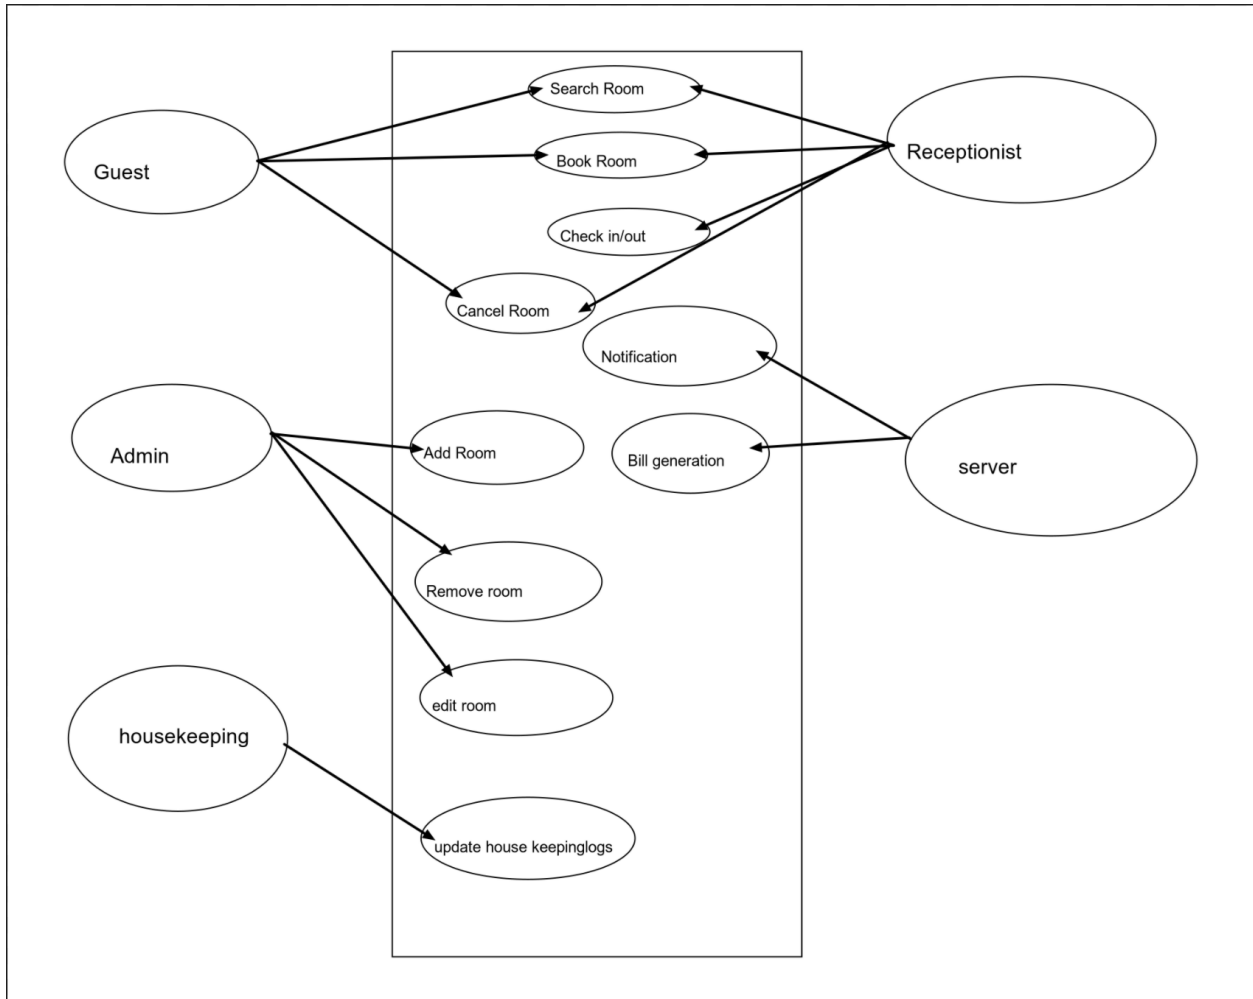 Search Room
Guest
Book Room
Receptionist
Check in/out
Cancel Room
Notification
Admin
Add Room
Bill generation
server
Remove room
edit room
housekeeping
update house keepinglogs